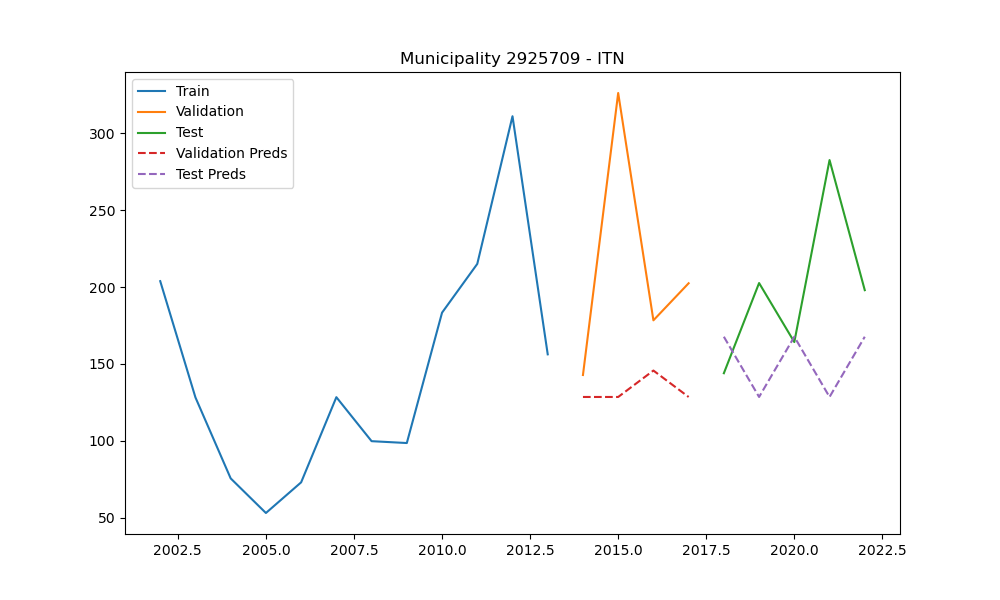 Municipality 2925709 - ITN
Train
Validation
Test
Validation Preds
Test Preds
300
250
200
150
100
50
2002.5 2005.0 2007.5 2010.0 2012.5 2015.0 2017.5 2020.0 2022.5